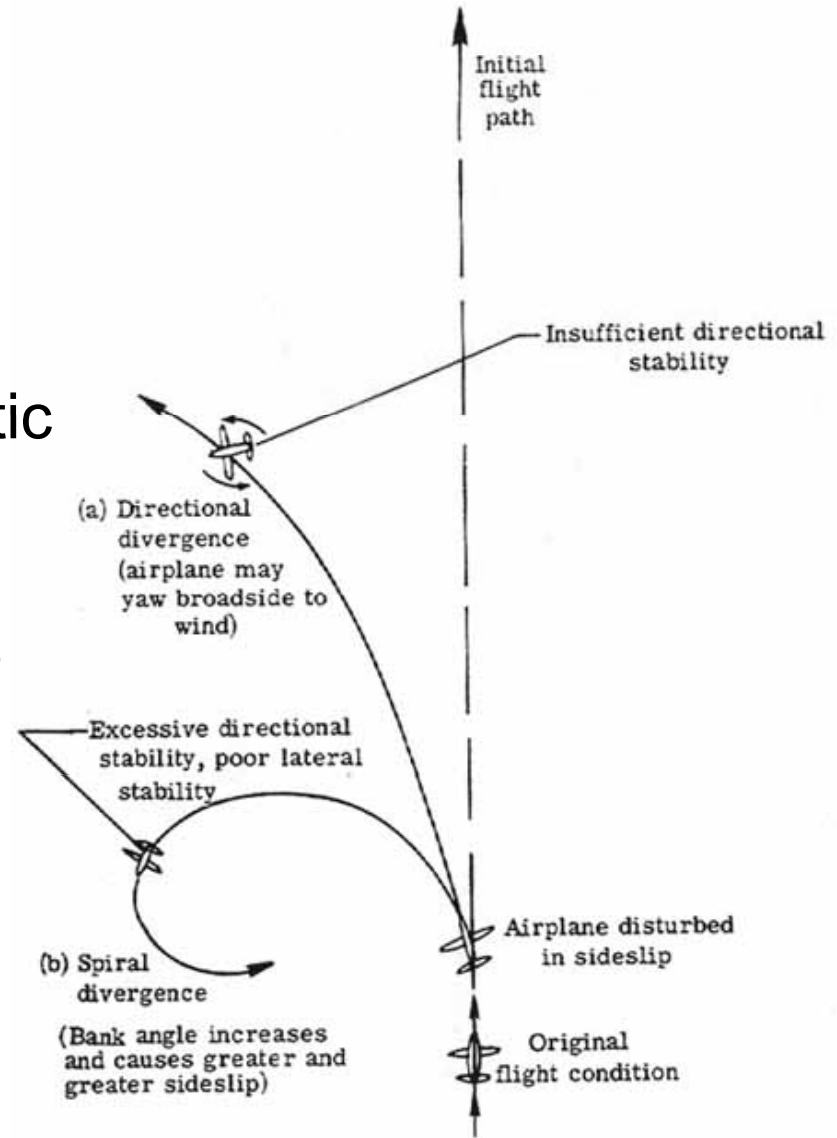 Initial
flight
path
Insufficient directional
stability
tic
(a) Directional
divergence
(airplane may
yaw broadside to
wind)
Excessive directional
stability, poor lateral
stability
Airplane disturbed
in sideslip
(b) Spiral
divergence
(Bank angle increases
and causes greater and
greater sideslip)
Original
flight condition